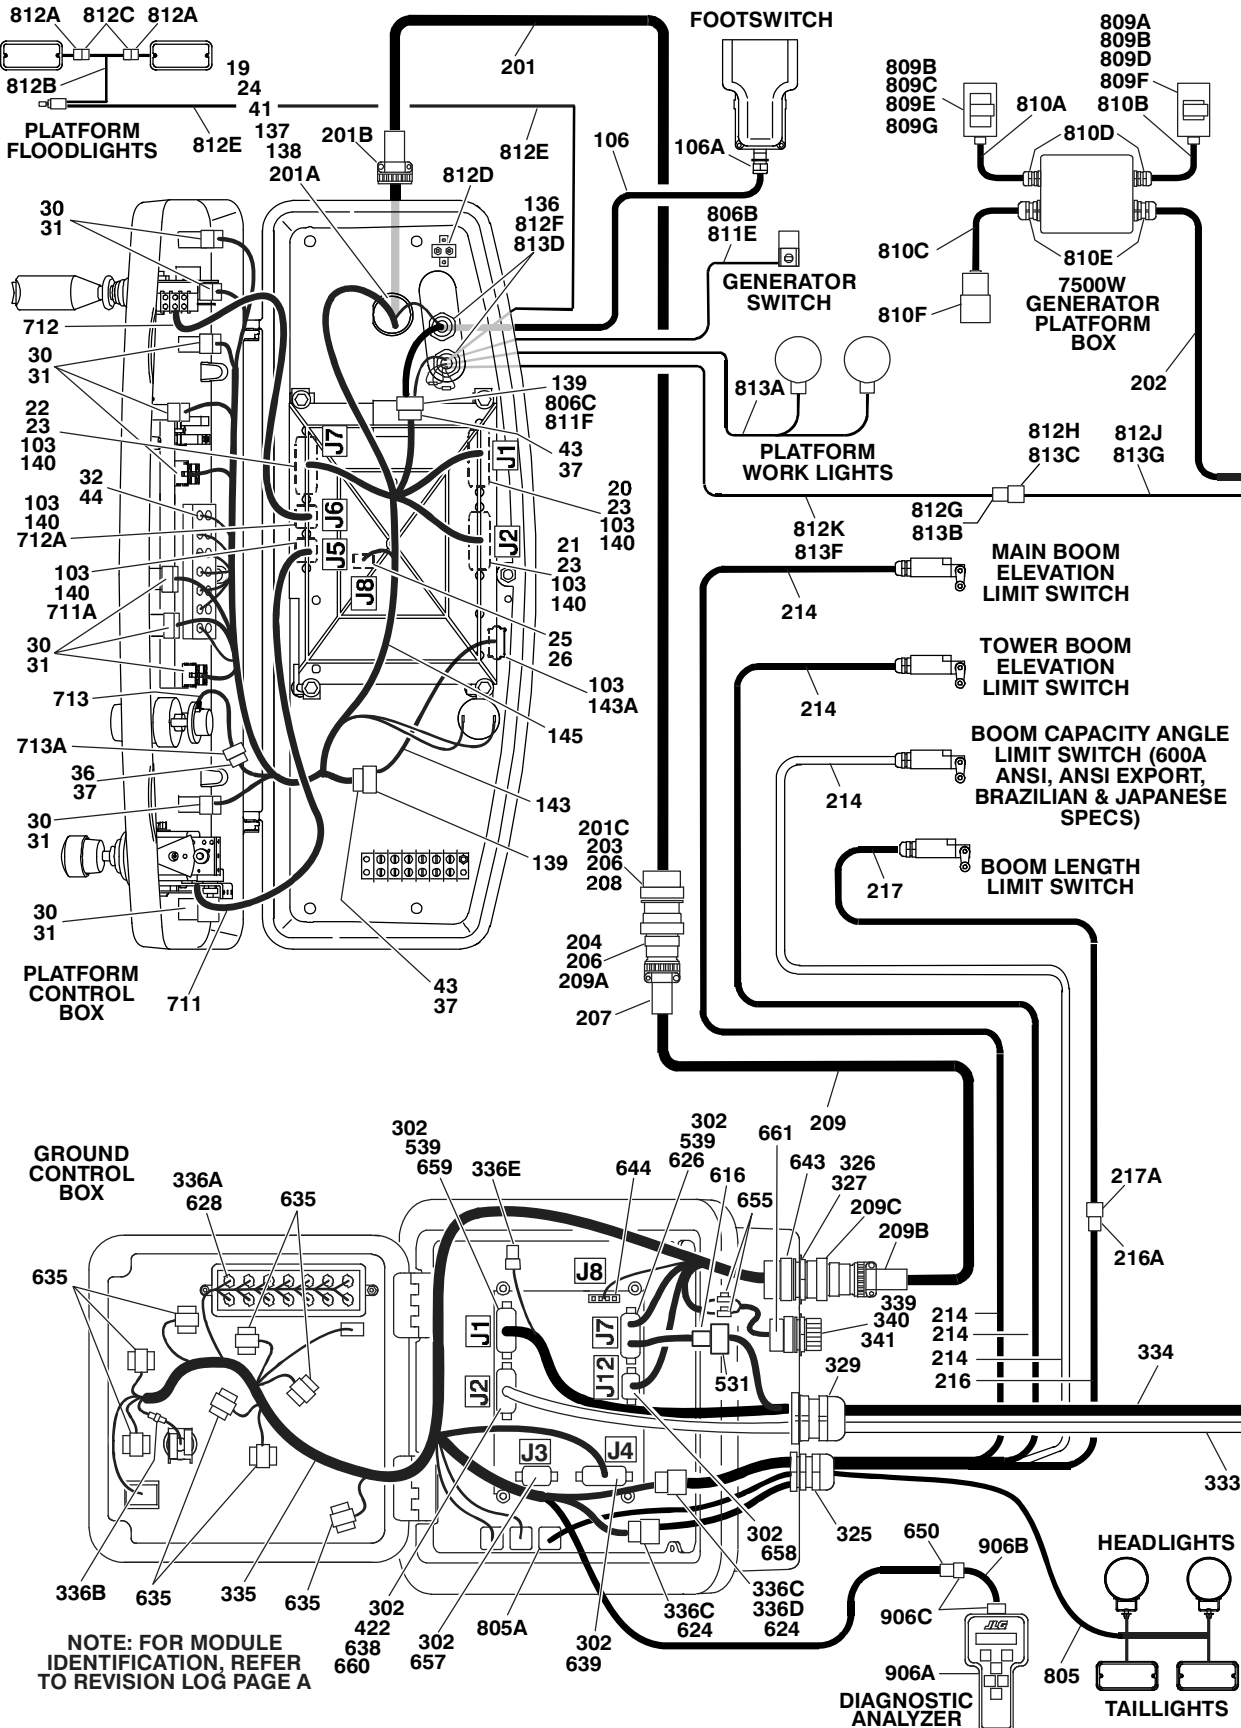 812A 812C 812A
812B
PLATFORM
FLOODLIGHTS
19
24
41
137
138
201A
812E
201B
201
812D
812E
136
812F
813D
FOOTSWITCH
106
106A
806B
811E
GENERATOR
SWITCH
809B
809C
809E
809G
810A
809A
809B
809D
809F
810B
810D
810C
810E
810F
7500W
GENERATOR
PLATFORM
BOX
202
30
31
712
30
31
22
23
103
140
32
44
103
140
712A
103
140
711A
30
31
713
713A
36
37
30
31
30
31
PLATFORM
CONTROL
BOX
711
J7
J6
J5
J8
J1
J2
139
806C
811F
43
37
20
23
103
140
21
23
103
140
25
26
103
143A
145
143
139
43
37
813A
PLATFORM
WORK LIGHTS
812H
813C
812J
813G
812G
813B
812K
813F
MAIN BOOM
ELEVATION
LIMIT SWITCH
214
TOWER BOOM
ELEVATION
LIMIT SWITCH
214
BOOM CAPACITY ANGLE
LIMIT SWITCH (600A
ANSI, ANSI EXPORT,
BRAZILIAN & JAPANESE
SPECS)
214
BOOM LENGTH
LIMIT SWITCH
217
201C
203
206
208
204
206
209A
207
209
GROUND
CONTROL
BOX
336A
628
635
635
302
539
659
336E
644
302
539
626
616
661
655
643
326
327
209C
209B
217A
216A
339
340
341
329
214
214
214
216
334
333
J8
J1
J2
J7
J12
J3
J4
531
336B
635
335
635
302
422
638
660
302
657
805A
302
639
336C
624
336C
336D
624
302
658
325
650
906B
906C
906A
JLG
DIAGNOSTIC
ANALYZER
HEADLIGHTS
805
TAILLIGHTS
NOTE: FOR MODULE
IDENTIFICATION, REFER
TO REVISION LOG PAGE A